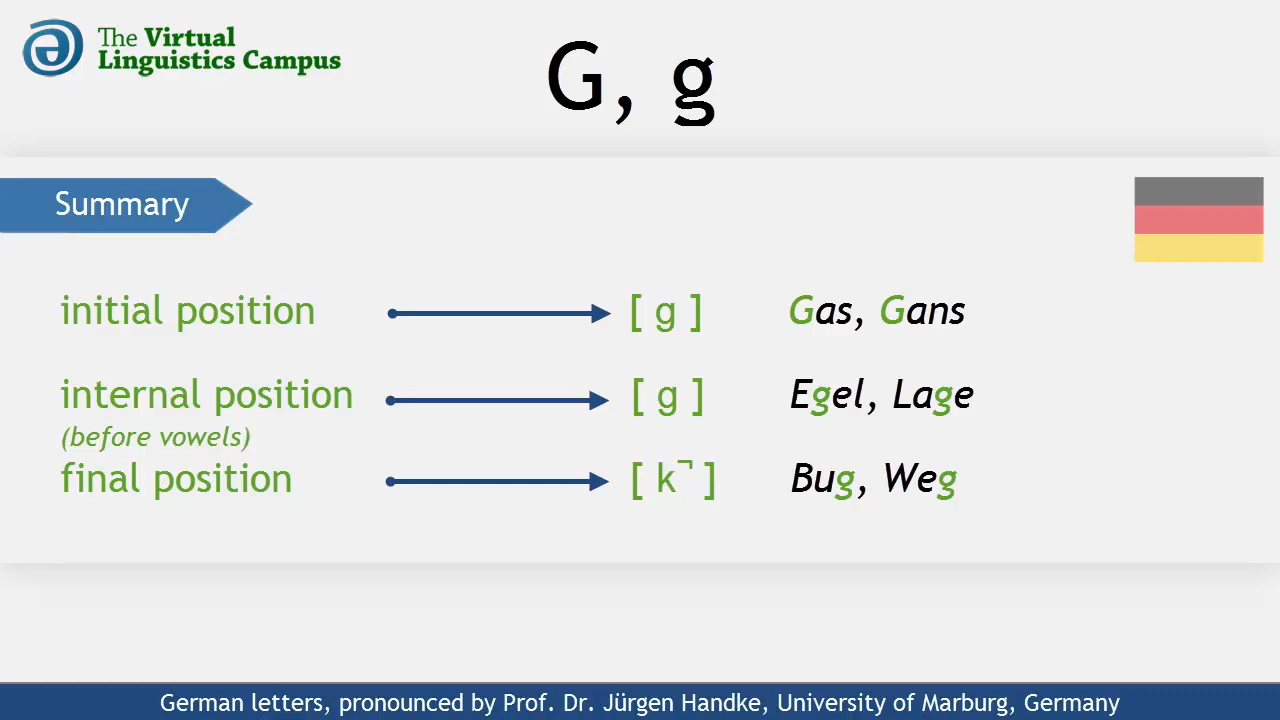 The Virtual
Linguistics Campus
G, g
Summary
initial position [ g ] Gas, Gans
internal position [ g ] Egel, Lage
(before vowels)
final position [ k̚ ] Bug, Weg
German letters, pronounced by Prof. Dr. Jürgen Handke, University of Marburg, Germany